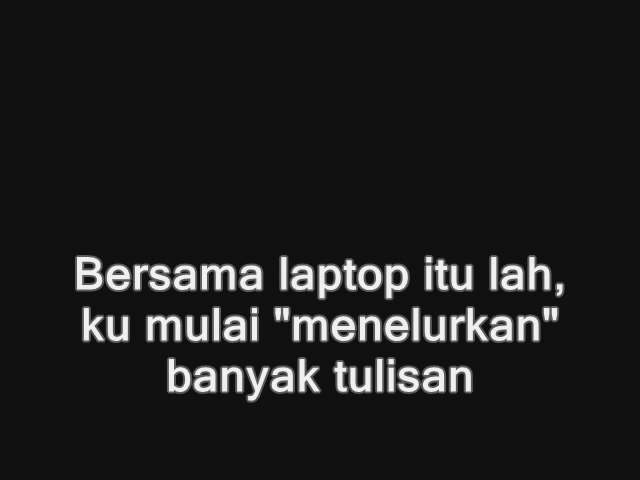 Bersama laptop itu lah,
ku mulai "menelurkan"
banyak tulisan